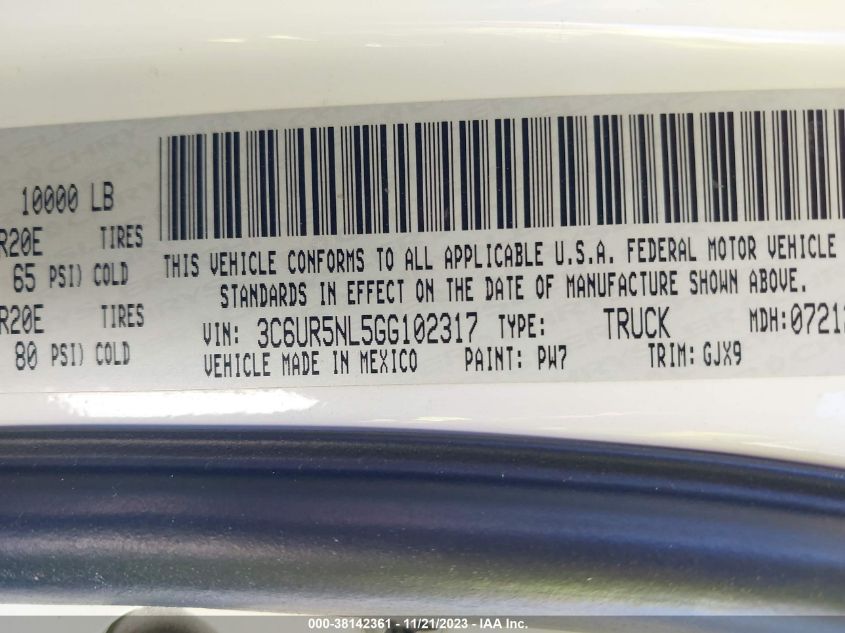 10000 LB
R20E TIRES
65 PSI) COLD
R20E TIRES
80 PSI) COLD
THIS VEHICLE CONFORMS TO ALL APPLICABLE U.S.A. FEDERAL MOTOR VEHICLE
STANDARDS IN EFFECT ON THE DATE OF MANUFACTURE SHOWN ABOVE.
VIN: 3C6UR5NL5GG102317 TYPE: TRUCK MDH:0721
VEHICLE MADE IN MEXICO PAINT: PW7 TRIM: GJX9
000-38142361 - 11/21/2023 - IAA Inc.